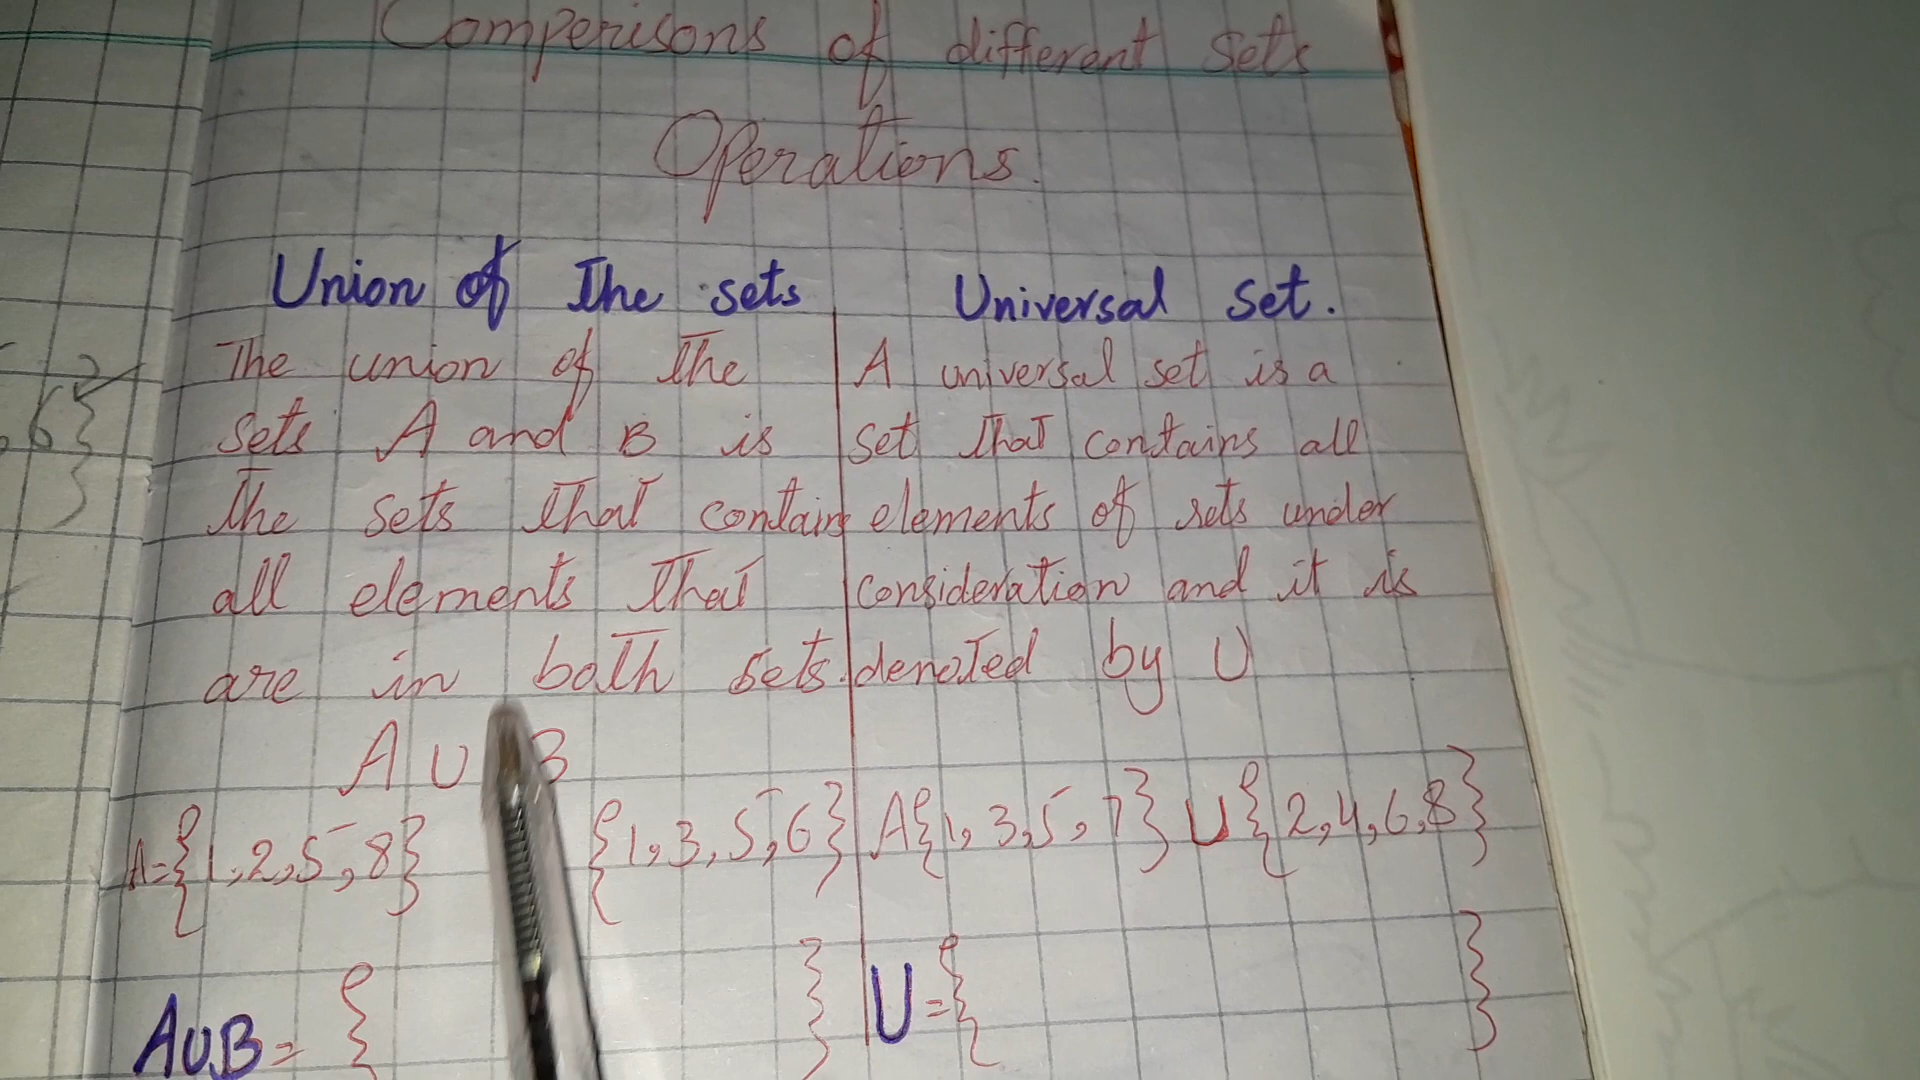 Comperisons of different sets
Operations.
Union of The sets
The union of The
sets A and B is
The sets that contains
all elements that
are in both sets.
A U B
A={1,2,5,8} {1,3,5,6}
AUB= { }
Universal set.
A universal set is a
set that contains all
elements of sets under
consideration and it is
denoted by U
A{1,3,5,7} U{2,4,6,8}
U={ }
6}